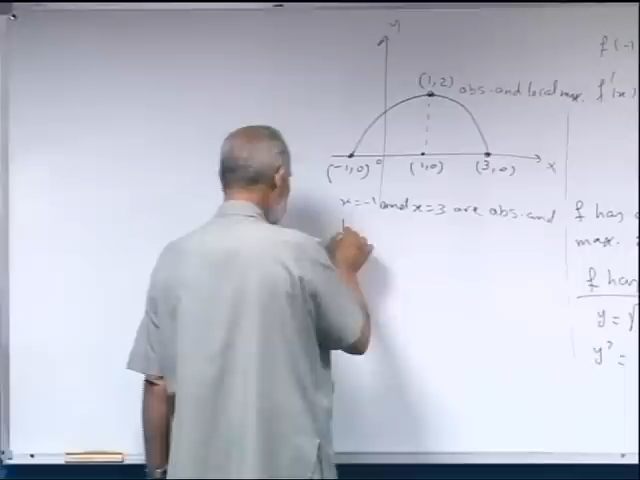 y
(1,2) abs. and local max.
(-1,0) 0 (1,0) (3,0) x
x=-1 and x=3 are abs. and
f(-1
f'(x)
f has
max.
f has
y = √
y² =